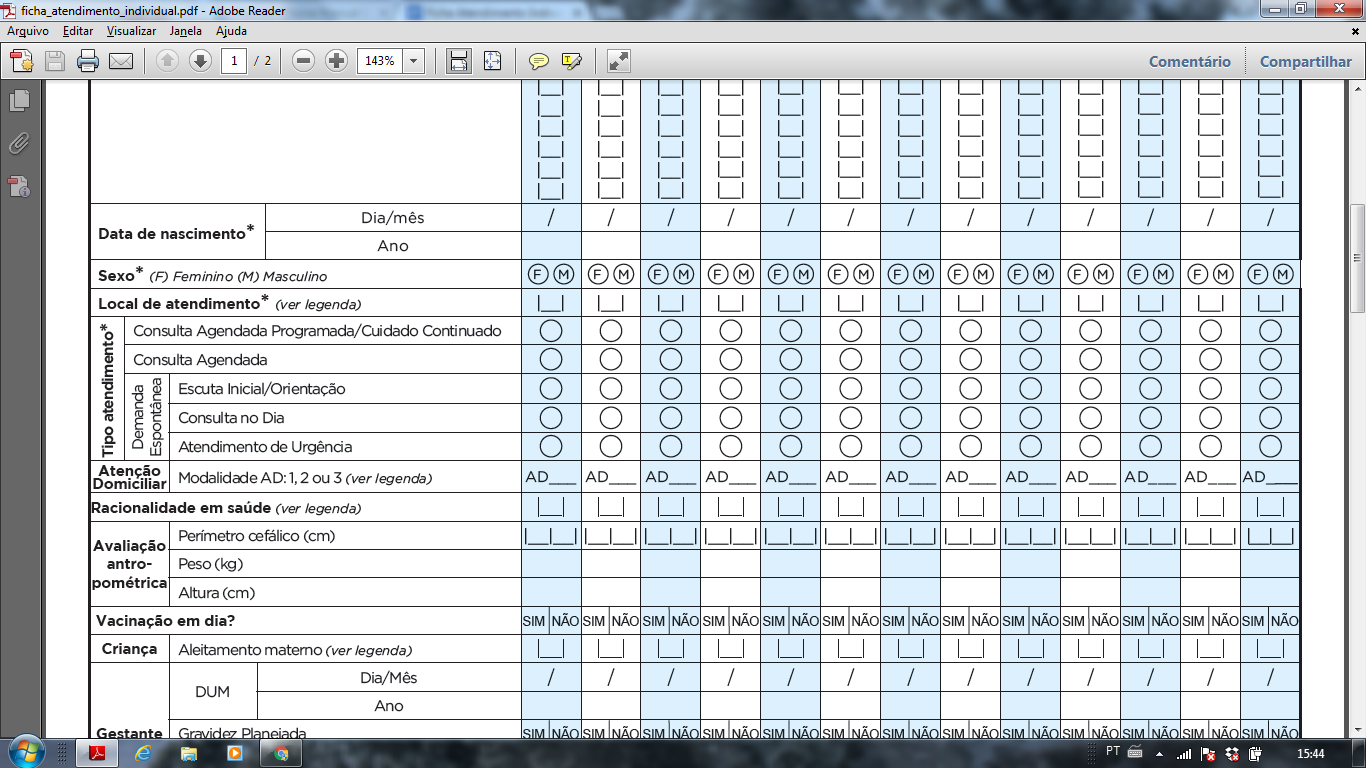 ficha_atendimento_individual.pdf - Adobe Reader
Arquivo Editar Visualizar Janela Ajuda
1 / 2 143% Comentário Compartilhar
Data de nascimento* Dia/mês / / / / / / / / / / / / /
Ano
Sexo* (F) Feminino (M) Masculino F M F M F M F M F M F M F M F M F M F M F M F M F M
Local de atendimento* (ver legenda)
Tipo atendimento*
Consulta Agendada Programada/Cuidado Continuado
Consulta Agendada
Demanda
Espontânea
Escuta Inicial/Orientação
Consulta no Dia
Atendimento de Urgência
Atenção
Domiciliar
Modalidade AD: 1, 2 ou 3 (ver legenda) AD___ AD___ AD___ AD___ AD___ AD___ AD___ AD___ AD___ AD___ AD___ AD___ AD___
Racionalidade em saúde (ver legenda)
Avaliação
antro-
pométrica
Perímetro cefálico (cm)
Peso (kg)
Altura (cm)
Vacinação em dia? SIM NÃO SIM NÃO SIM NÃO SIM NÃO SIM NÃO SIM NÃO SIM NÃO SIM NÃO SIM NÃO SIM NÃO SIM NÃO SIM NÃO SIM NÃO
Criança Aleitamento materno (ver legenda)
DUM Dia/Mês / / / / / / / / / / / / /
Ano
Gestante Gravidez Planejada SIM NÃO SIM NÃO SIM NÃO SIM NÃO SIM NÃO SIM NÃO SIM NÃO SIM NÃO SIM NÃO SIM NÃO SIM NÃO SIM NÃO SIM NÃO
PT 15:44